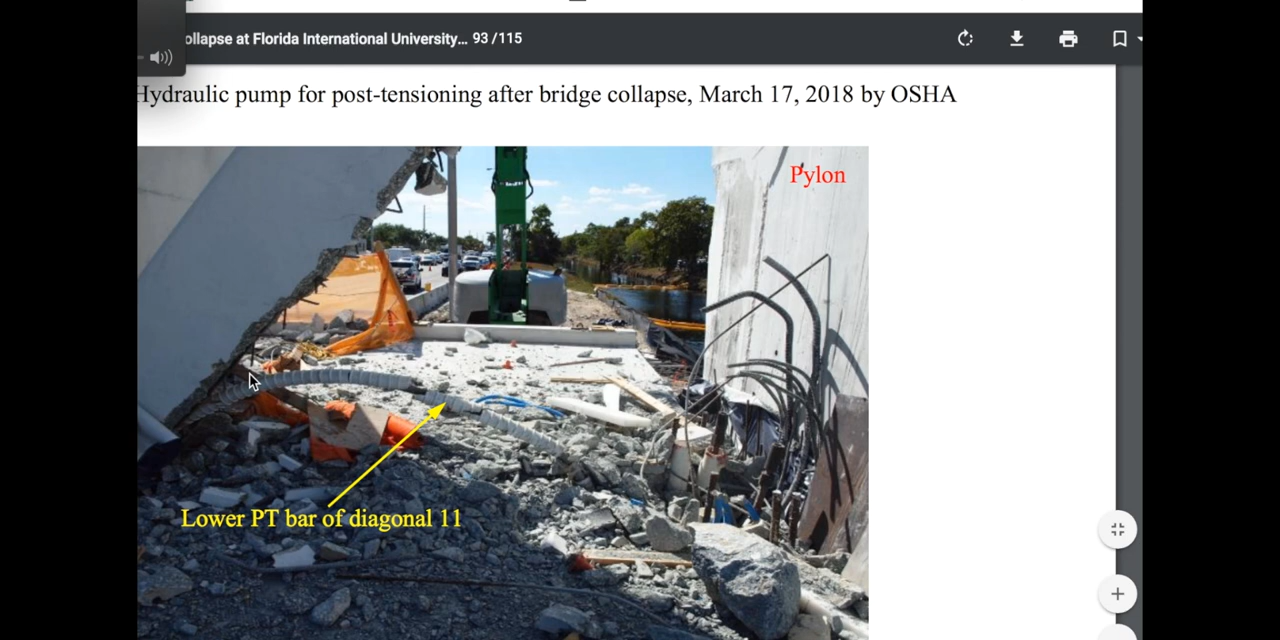 ollapse at Florida International University... 93 /115
Hydraulic pump for post-tensioning after bridge collapse, March 17, 2018 by OSHA
Pylon
Lower PT bar of diagonal 11